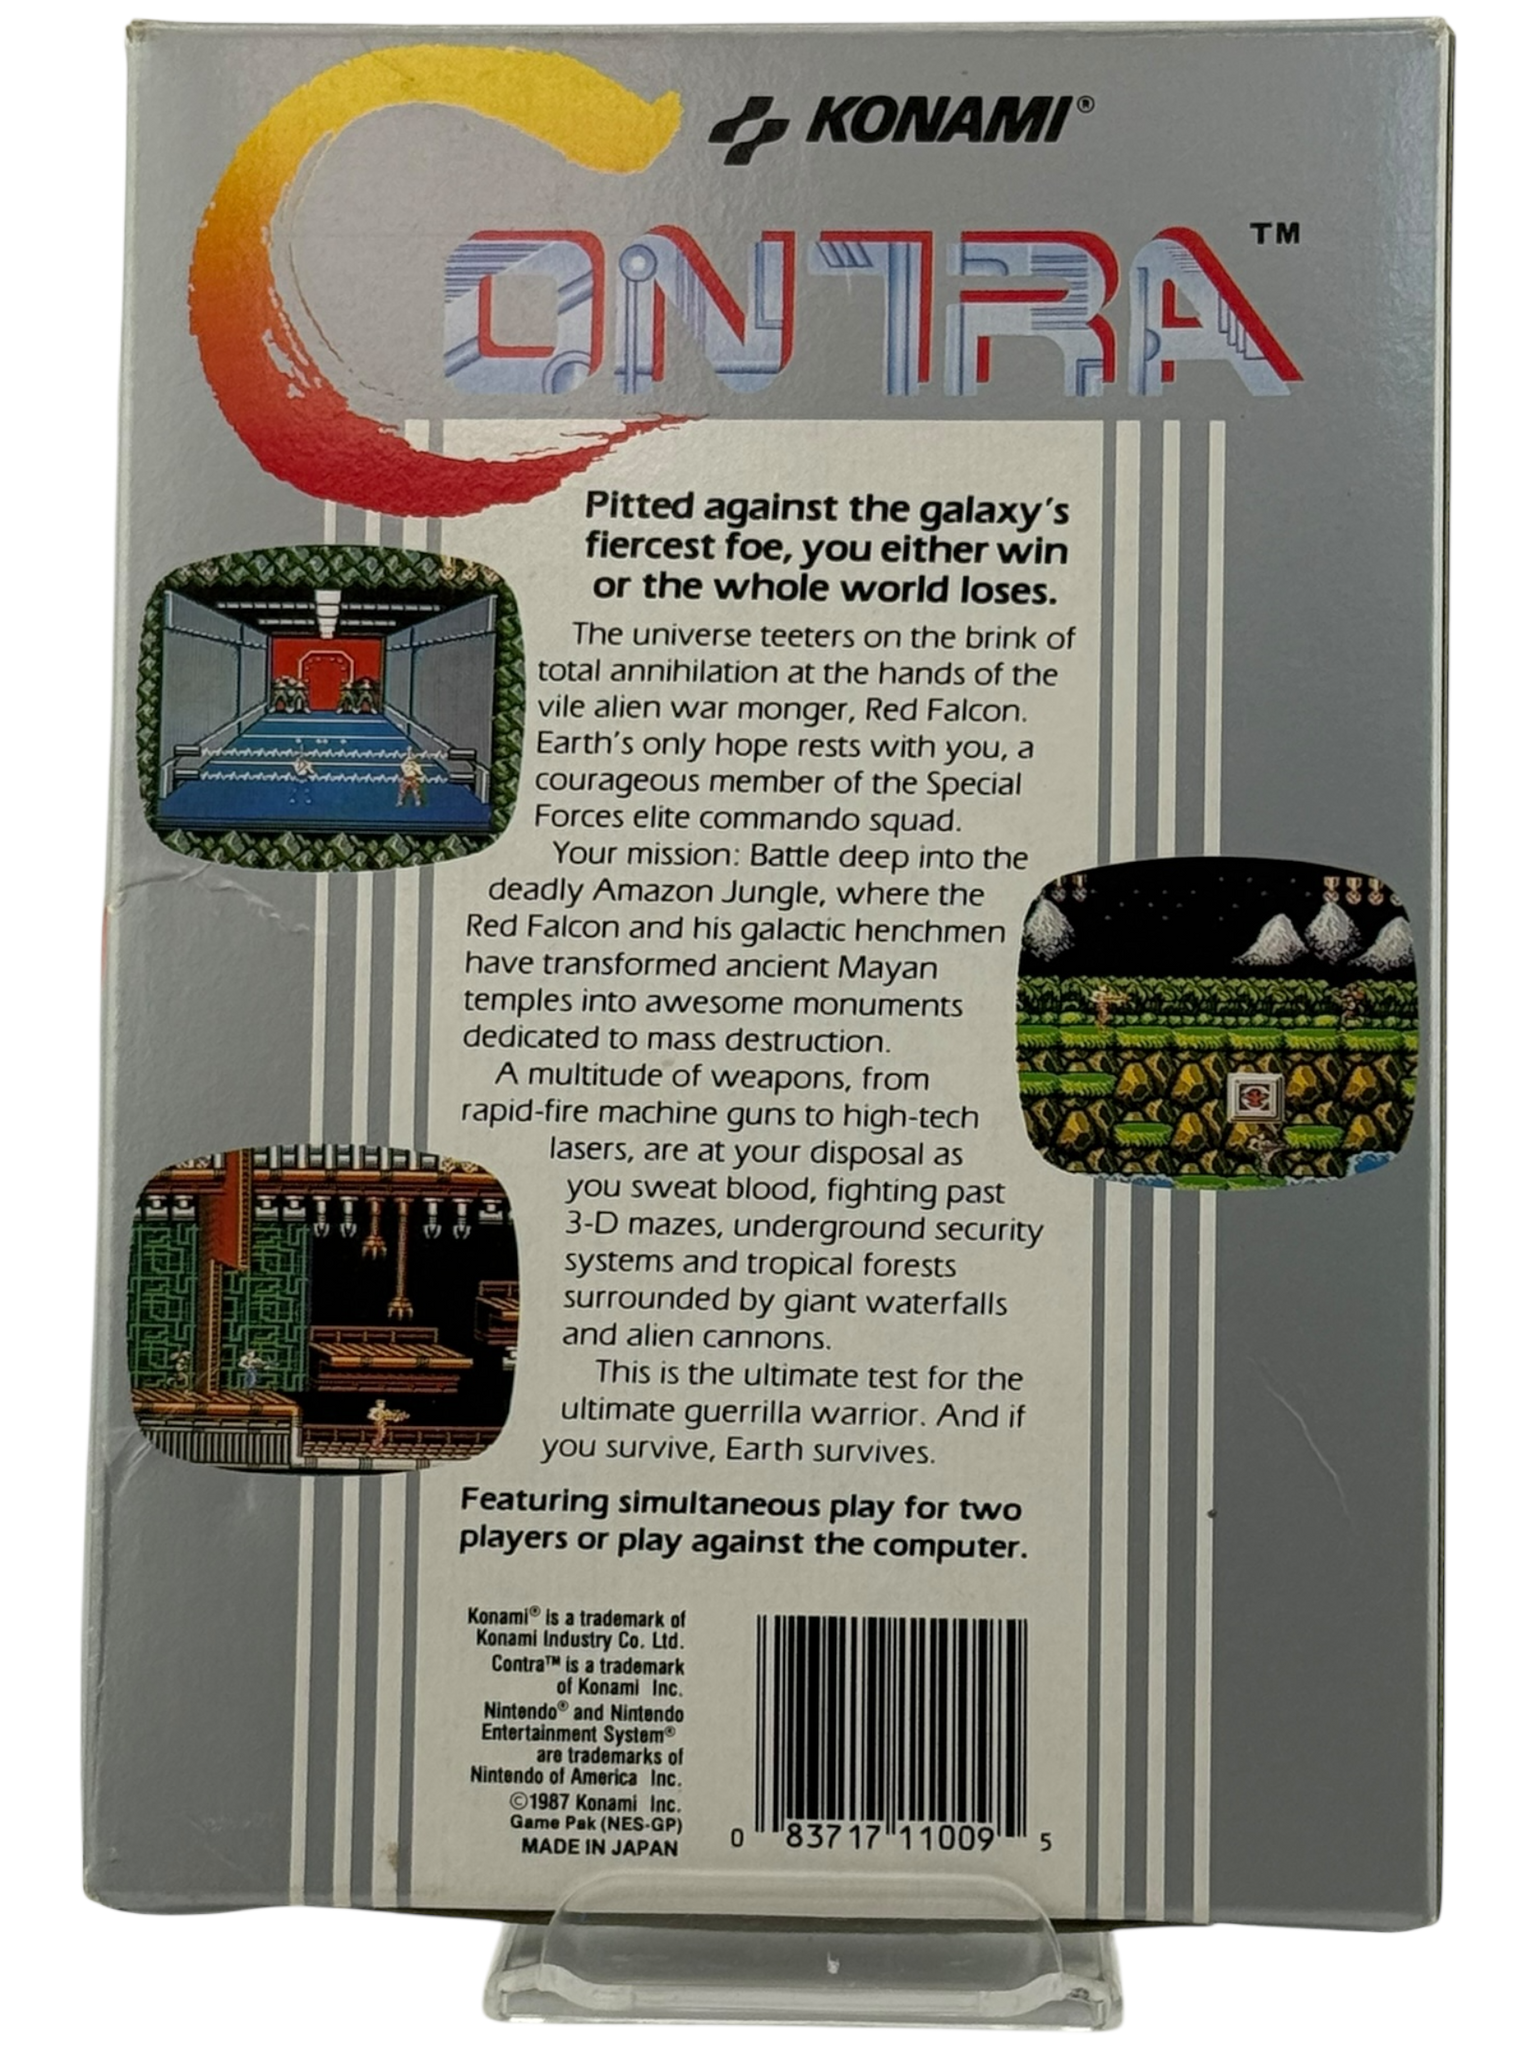 KONAMI®
CONTRA™
Pitted against the galaxy's
fiercest foe, you either win
or the whole world loses.
The universe teeters on the brink of
total annihilation at the hands of the
vile alien war monger, Red Falcon.
Earth's only hope rests with you, a
courageous member of the Special
Forces elite commando squad.
Your mission: Battle deep into the
deadly Amazon Jungle, where the
Red Falcon and his galactic henchmen
have transformed ancient Mayan
temples into awesome monuments
dedicated to mass destruction.
A multitude of weapons, from
rapid-fire machine guns to high-tech
lasers, are at your disposal as
you sweat blood, fighting past
3-D mazes, underground security
systems and tropical forests
surrounded by giant waterfalls
and alien cannons.
This is the ultimate test for the
ultimate guerrilla warrior. And if
you survive, Earth survives.
Featuring simultaneous play for two
players or play against the computer.
Konami® is a trademark of
Konami Industry Co. Ltd.
Contra™ is a trademark
of Konami Inc.
Nintendo® and Nintendo
Entertainment System®
are trademarks of
Nintendo of America Inc.
©1987 Konami Inc.
Game Pak (NES-GP)
MADE IN JAPAN
0 83717 11009 5